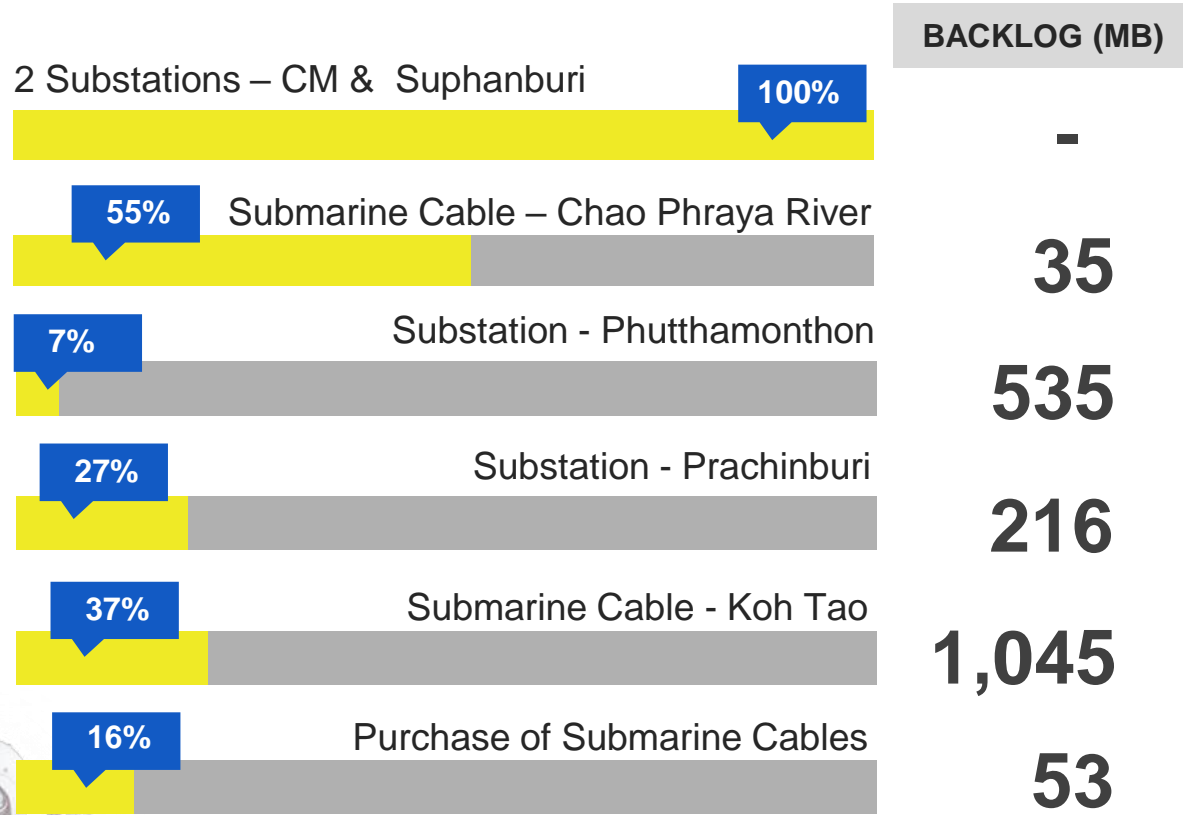 BACKLOG (MB)
2 Substations – CM & Suphanburi
100%
-
55%
Submarine Cable – Chao Phraya River
35
7%
Substation - Phutthamonthon
535
27%
Substation - Prachinburi
216
37%
Submarine Cable - Koh Tao
1,045
16%
Purchase of Submarine Cables
53